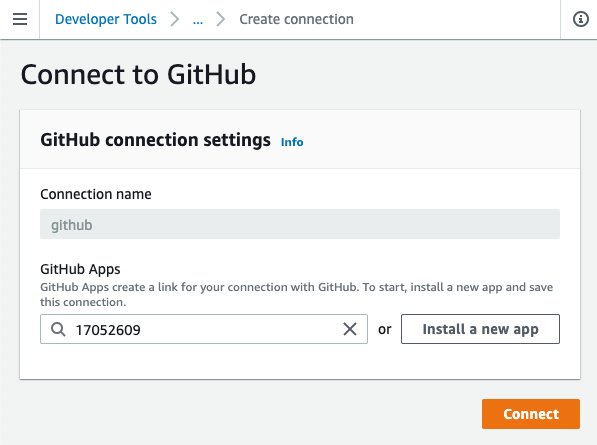 Developer Tools > ... > Create connection
Connect to GitHub
GitHub connection settings Info
Connection name
github
GitHub Apps
GitHub Apps create a link for your connection with GitHub. To start, install a new app and save
this connection.
17052609 or Install a new app
Connect